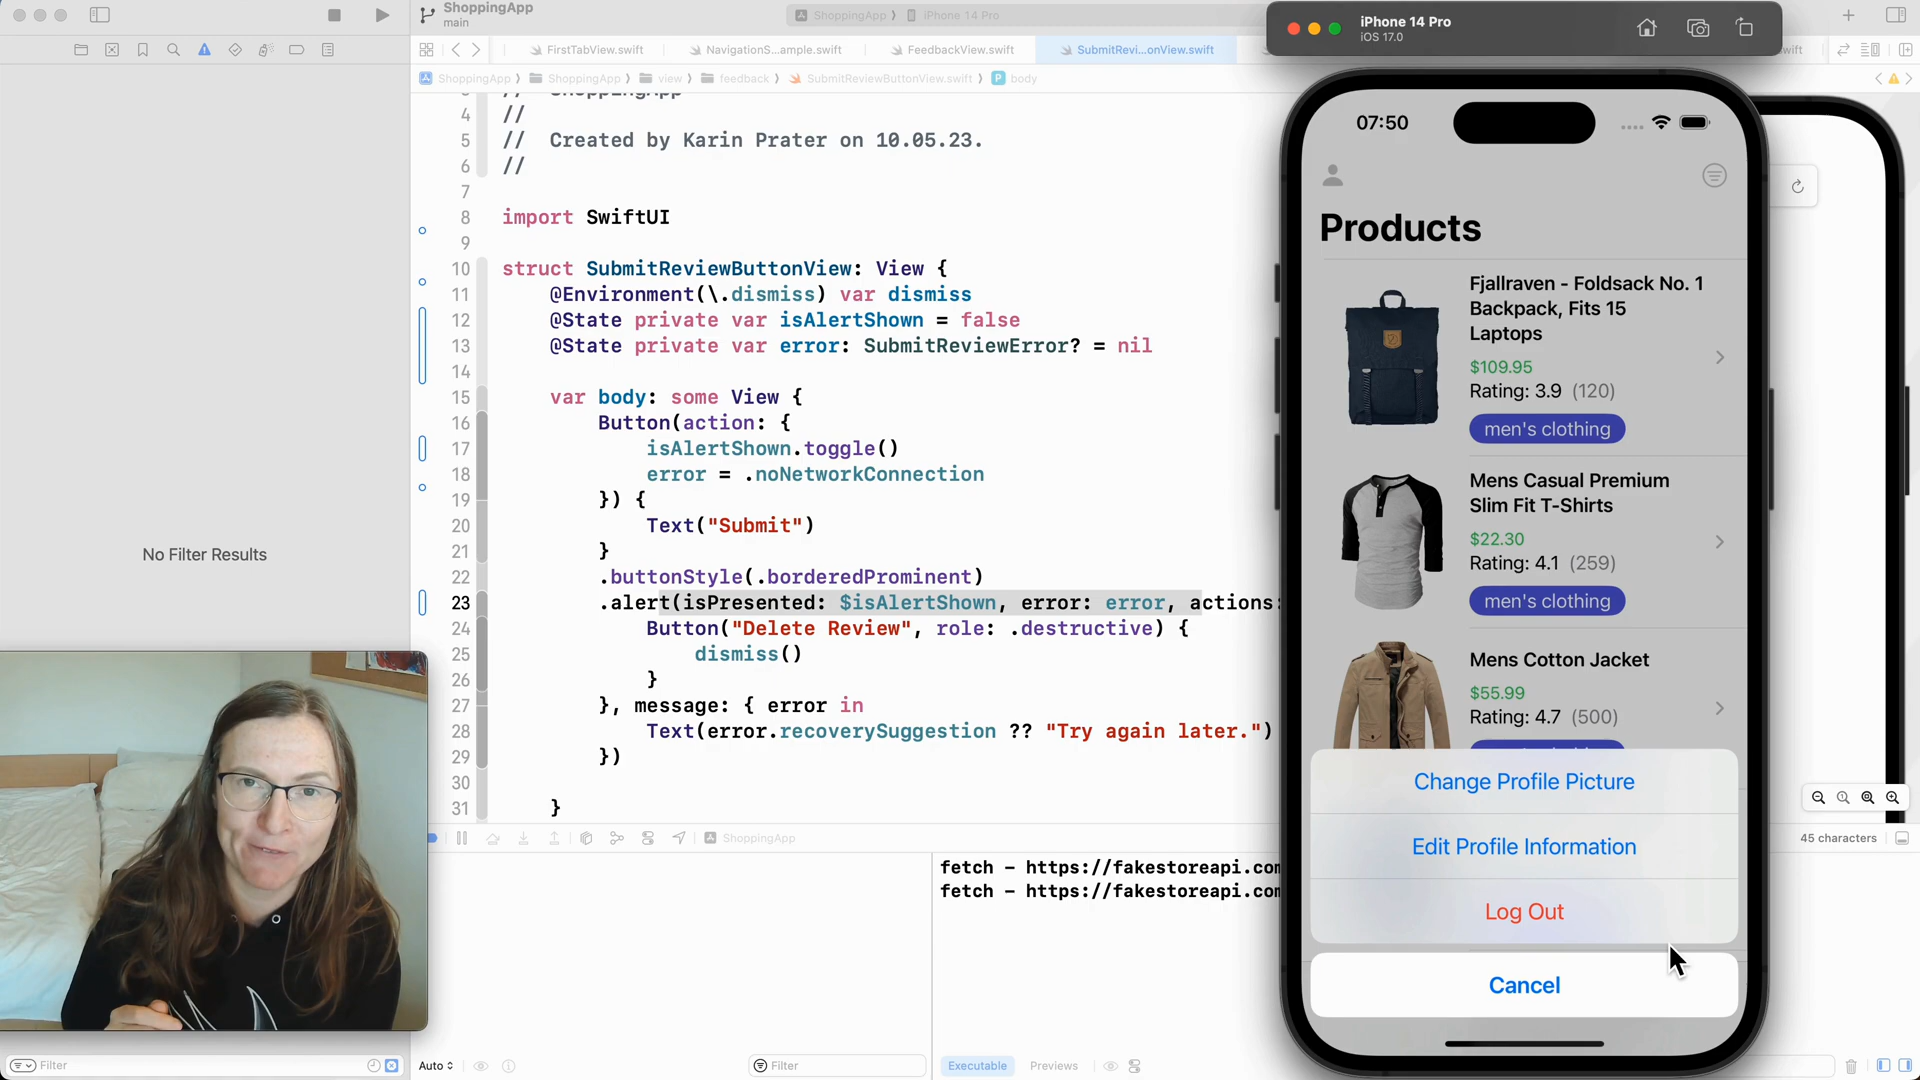 ShoppingApp
main
ShoppingApp
iPhone 14 Pro
FirstTabView.swift
NavigationS...ample.swift
FeedbackView.swift
SubmitRevi...onView.swift
ShoppingApp
ShoppingApp
view
feedback
SubmitReviewButtonView.swift
P body
4 //
5 //  Created by Karin Prater on 10.05.23.
6 //
7
8 import SwiftUI
9
10 struct SubmitReviewButtonView: View {
11     @Environment(\.dismiss) var dismiss
12     @State private var isAlertShown = false
13     @State private var error: SubmitReviewError? = nil
14
15     var body: some View {
16         Button(action: {
17             isAlertShown.toggle()
18             error = .noNetworkConnection
19         }) {
20             Text("Submit")
21         }
22         .buttonStyle(.borderedProminent)
23         .alert(isPresented: $isAlertShown, error: error, actions:
24             Button("Delete Review", role: .destructive) {
25                 dismiss()
26             }
27         }, message: { error in
28             Text(error.recoverySuggestion ?? "Try again later.")
29         })
30
31     }
No Filter Results
Filter
ShoppingApp
45 characters
fetch – https://fakestoreapi.com
fetch – https://fakestoreapi.com
Auto
Filter
Executable
Previews
iPhone 14 Pro
iOS 17.0
07:50
Products
Fjallraven - Foldsack No. 1
Backpack, Fits 15
Laptops
$109.95
Rating: 3.9 (120)
men's clothing
Mens Casual Premium
Slim Fit T-Shirts
$22.30
Rating: 4.1 (259)
men's clothing
Mens Cotton Jacket
$55.99
Rating: 4.7 (500)
Change Profile Picture
Edit Profile Information
Log Out
Cancel